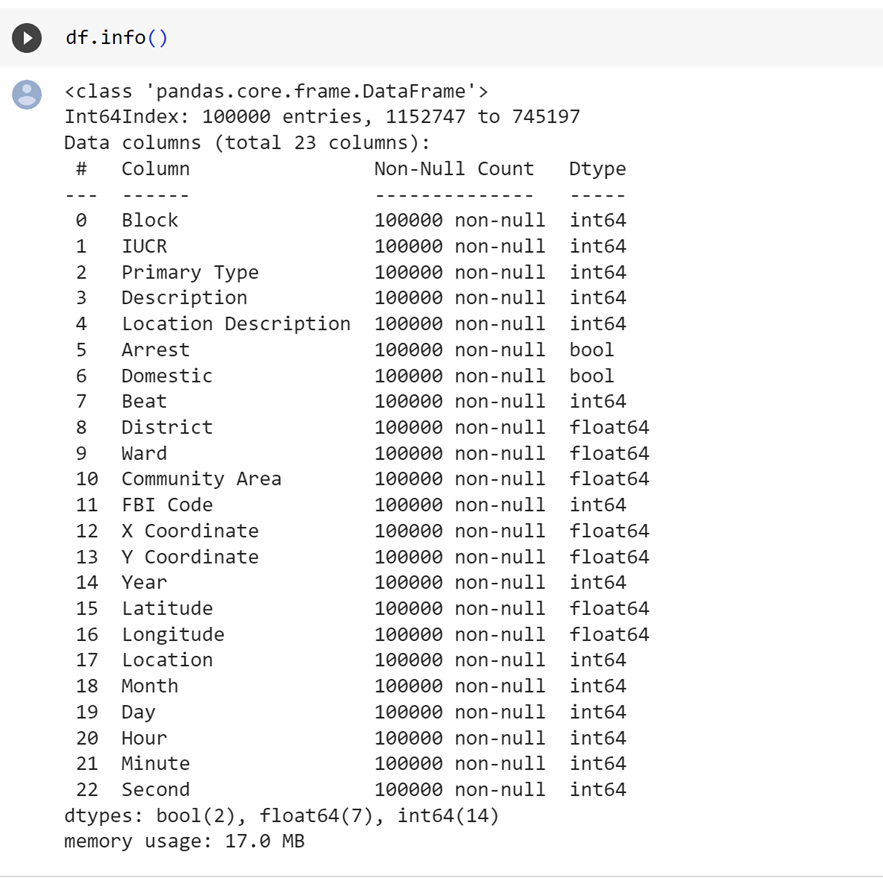 df.info()
<class 'pandas.core.frame.DataFrame'>
Int64Index: 100000 entries, 1152747 to 745197
Data columns (total 23 columns):
 #   Column                Non-Null Count   Dtype
---  ------                --------------   -----
 0   Block                 100000 non-null  int64
 1   IUCR                  100000 non-null  int64
 2   Primary Type          100000 non-null  int64
 3   Description           100000 non-null  int64
 4   Location Description  100000 non-null  int64
 5   Arrest                100000 non-null  bool
 6   Domestic              100000 non-null  bool
 7   Beat                  100000 non-null  int64
 8   District              100000 non-null  float64
 9   Ward                  100000 non-null  float64
 10  Community Area        100000 non-null  float64
 11  FBI Code              100000 non-null  int64
 12  X Coordinate          100000 non-null  float64
 13  Y Coordinate          100000 non-null  float64
 14  Year                  100000 non-null  int64
 15  Latitude              100000 non-null  float64
 16  Longitude             100000 non-null  float64
 17  Location              100000 non-null  int64
 18  Month                 100000 non-null  int64
 19  Day                   100000 non-null  int64
 20  Hour                  100000 non-null  int64
 21  Minute                100000 non-null  int64
 22  Second                100000 non-null  int64
dtypes: bool(2), float64(7), int64(14)
memory usage: 17.0 MB